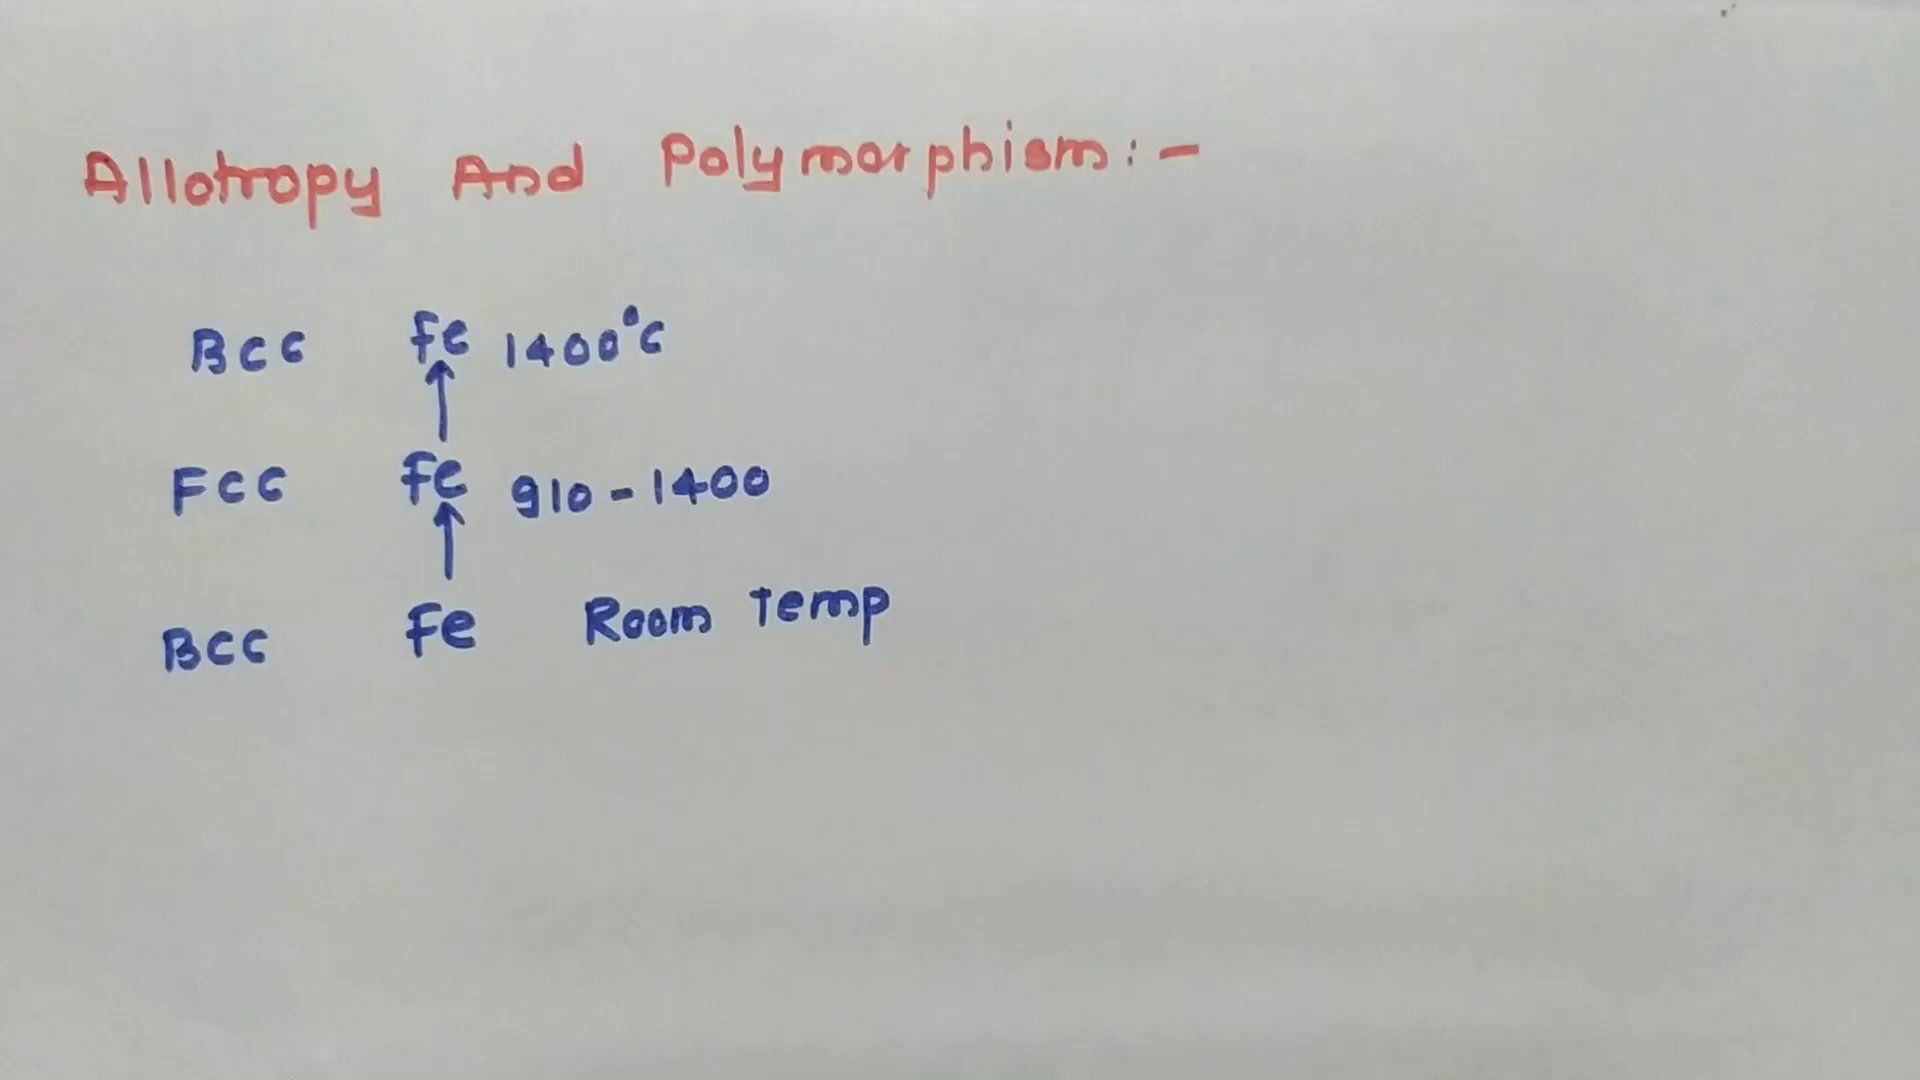 Allotropy And Polymorphism:-
BCC Fe 1400°C
FCC Fe 910-1400
BCC Fe Room Temp